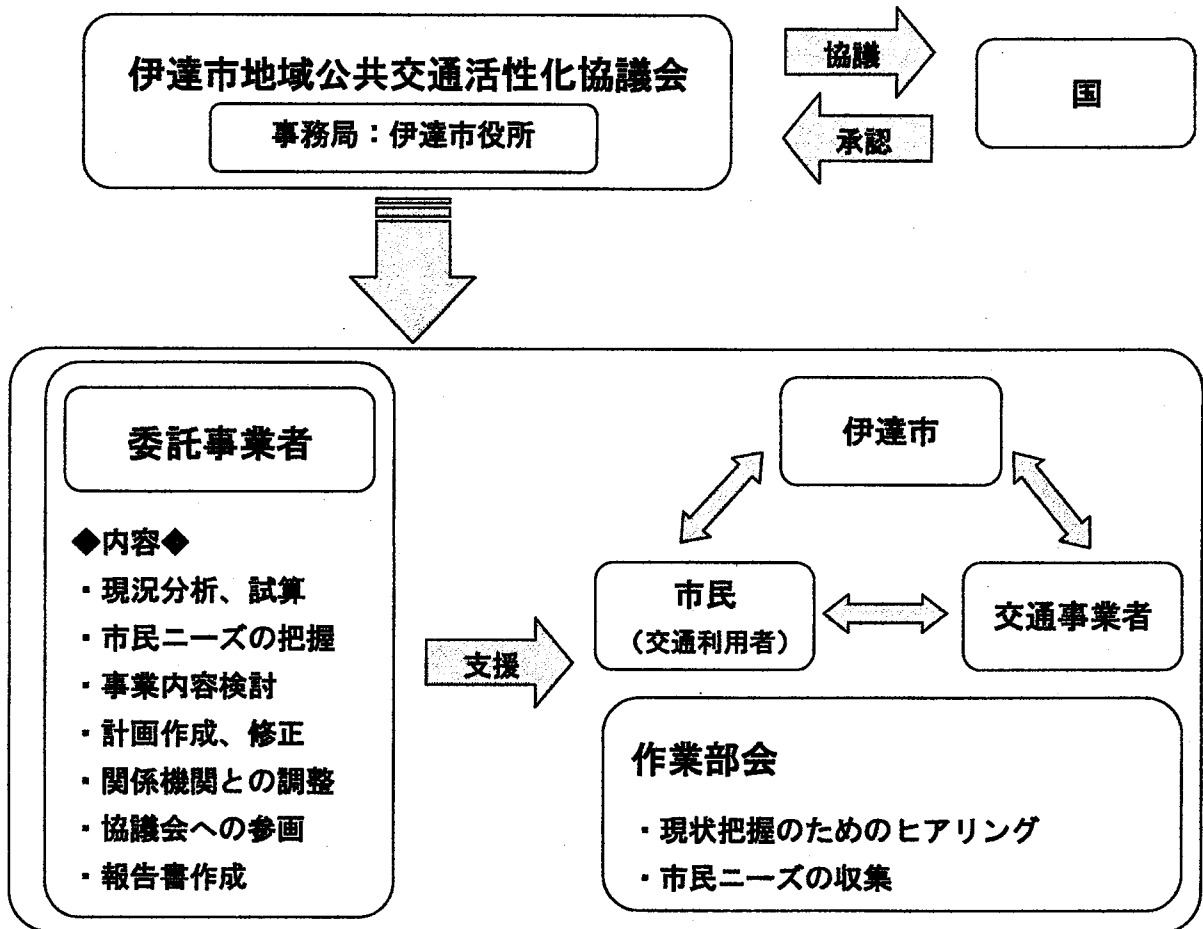 伊達市地域公共交通活性化協議会
事務局：伊達市役所
協議
承認
国
委託事業者
◆内容◆
・現況分析、試算
・市民ニーズの把握
・事業内容検討
・計画作成、修正
・関係機関との調整
・協議会への参画
・報告書作成
支援
伊達市
市民
（交通利用者）
交通事業者
作業部会
・現状把握のためのヒアリング
・市民ニーズの収集